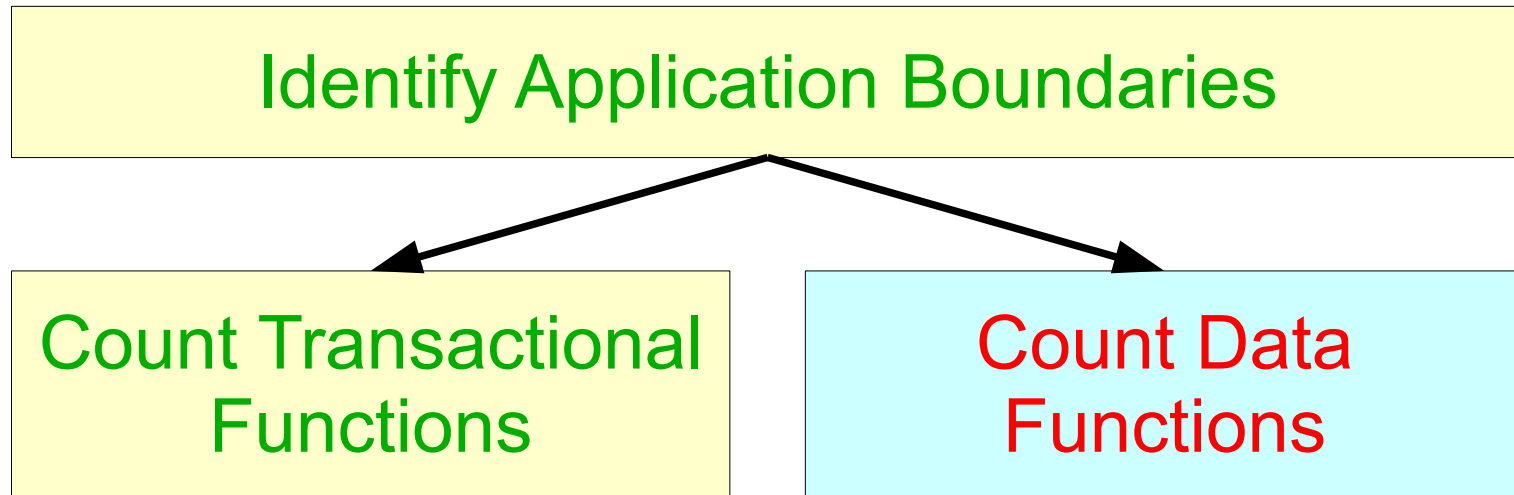 Identify Application Boundaries
Count Transactional
Functions
Count Data
Functions